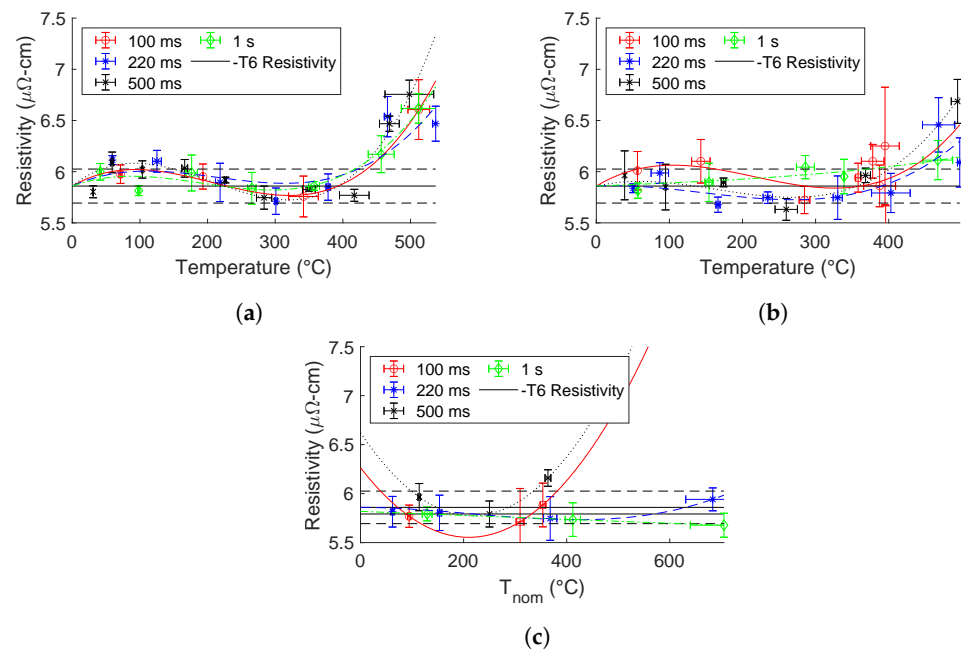 7.5
7
6.5
6
5.5
Resistivity (μΩ-cm)
100 ms
220 ms
500 ms
1 s
-T6 Resistivity
0 100 200 300 400 500
Temperature (°C)
(a)
7.5
7
6.5
6
5.5
Resistivity (μΩ-cm)
100 ms
220 ms
500 ms
1 s
-T6 Resistivity
0 200 400
Temperature (°C)
(b)
7.5
7
6.5
6
5.5
Resistivity (μΩ-cm)
100 ms
220 ms
500 ms
1 s
-T6 Resistivity
0 200 400 600
Tnom (°C)
(c)